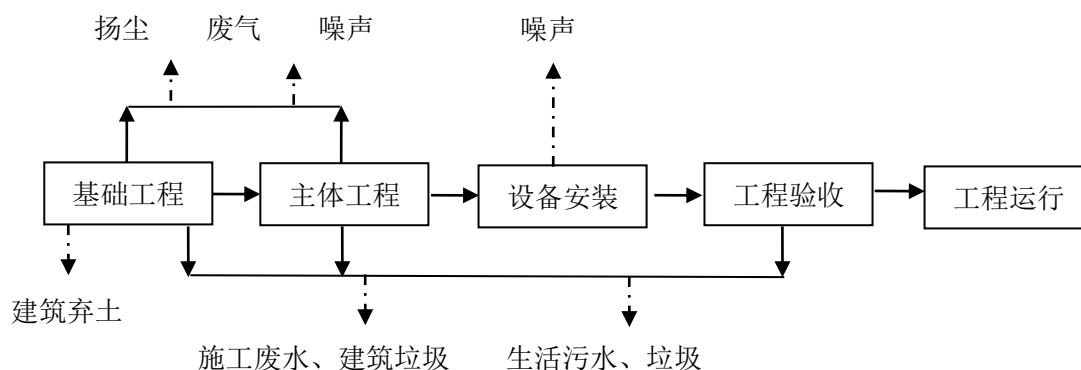 扬尘 废气 噪声 噪声
基础工程 主体工程 设备安装 工程验收 工程运行
建筑弃土
施工废水、建筑垃圾 生活污水、垃圾